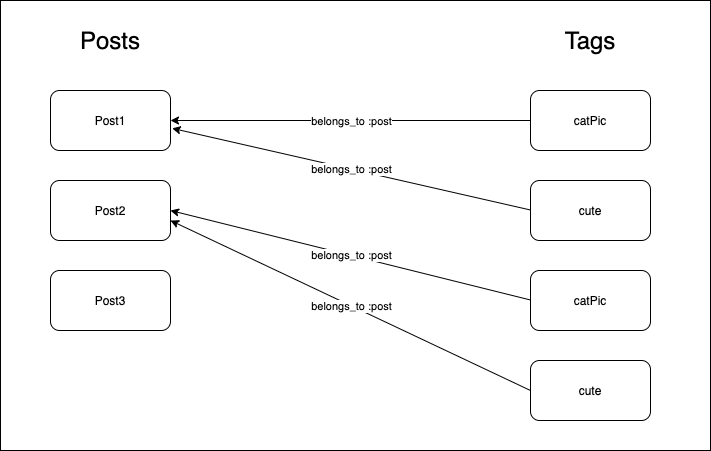 Posts
Tags
Post1
belongs_to :post
catPic
belongs_to :post
Post2
cute
belongs_to :post
Post3
belongs_to :post
catPic
cute